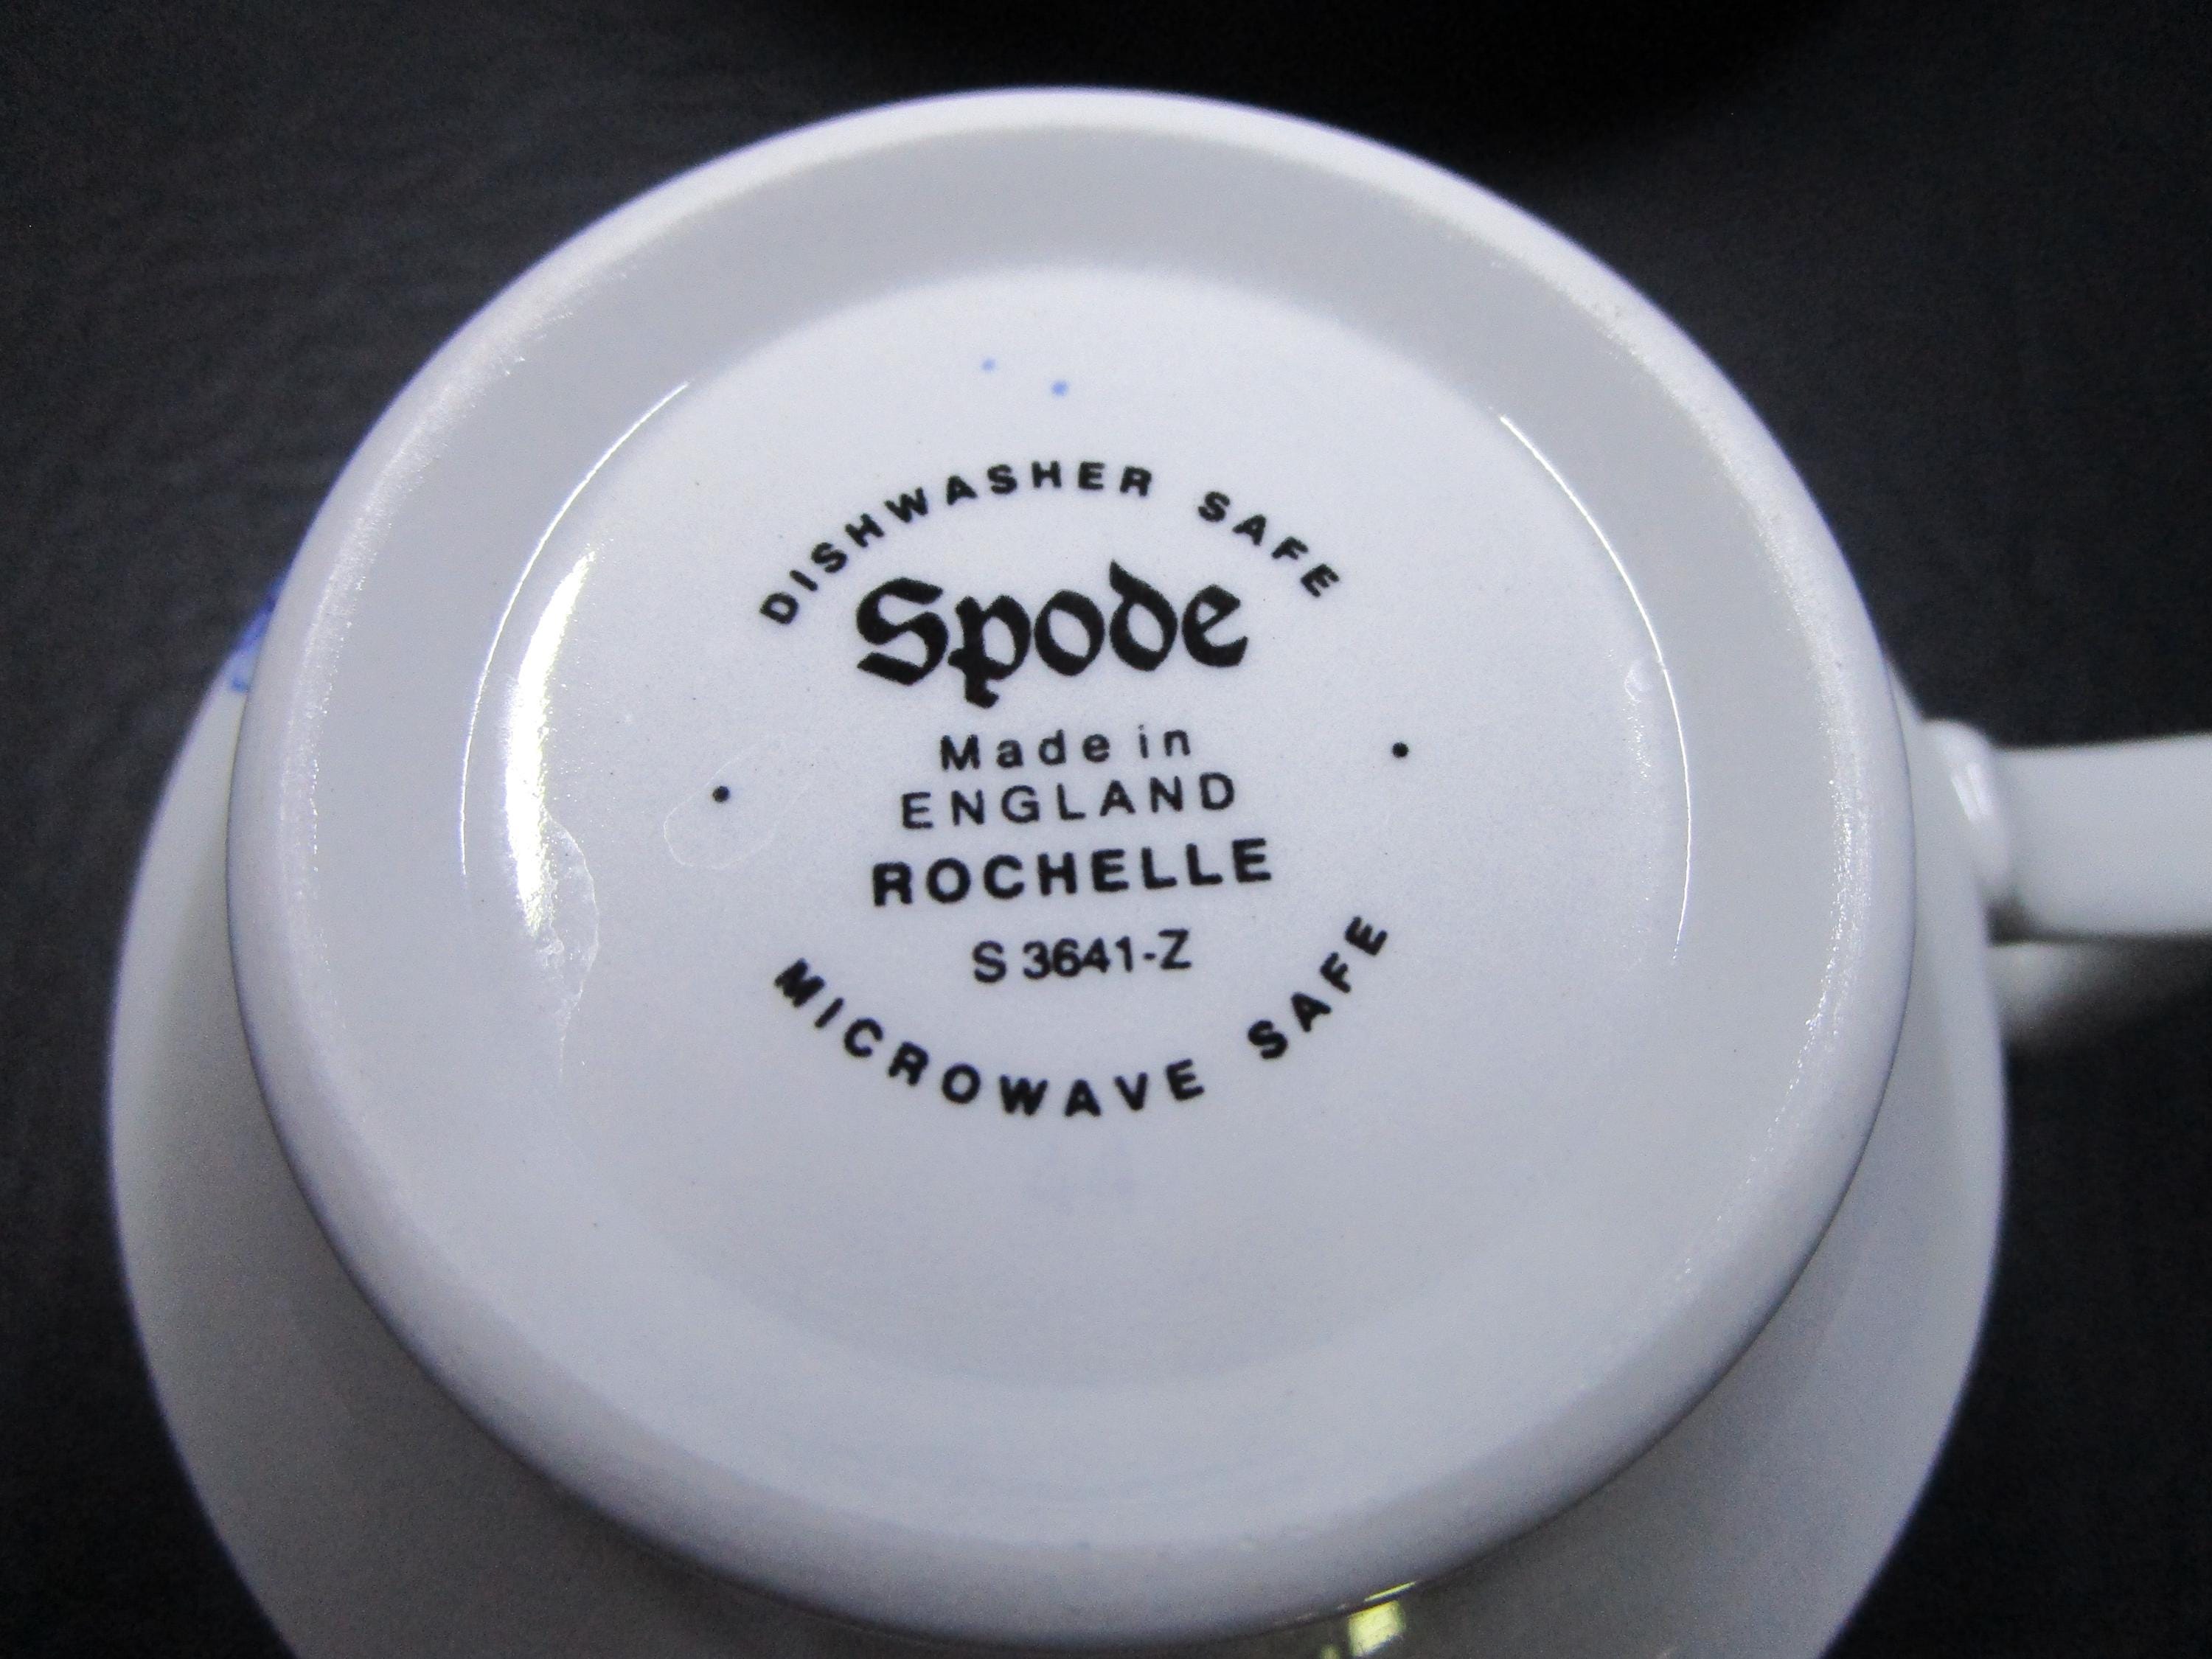 DISHWASHER SAFE
Spode
Made in
ENGLAND
ROCHELLE
S 3641-Z
MICROWAVE SAFE